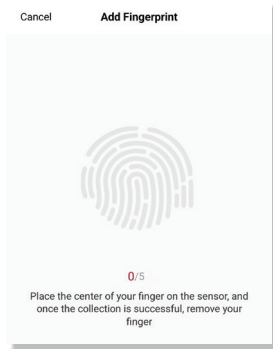 Cancel Add Fingerprint
0/5
Place the center of your finger on the sensor, and
once the collection is successful, remove your
finger